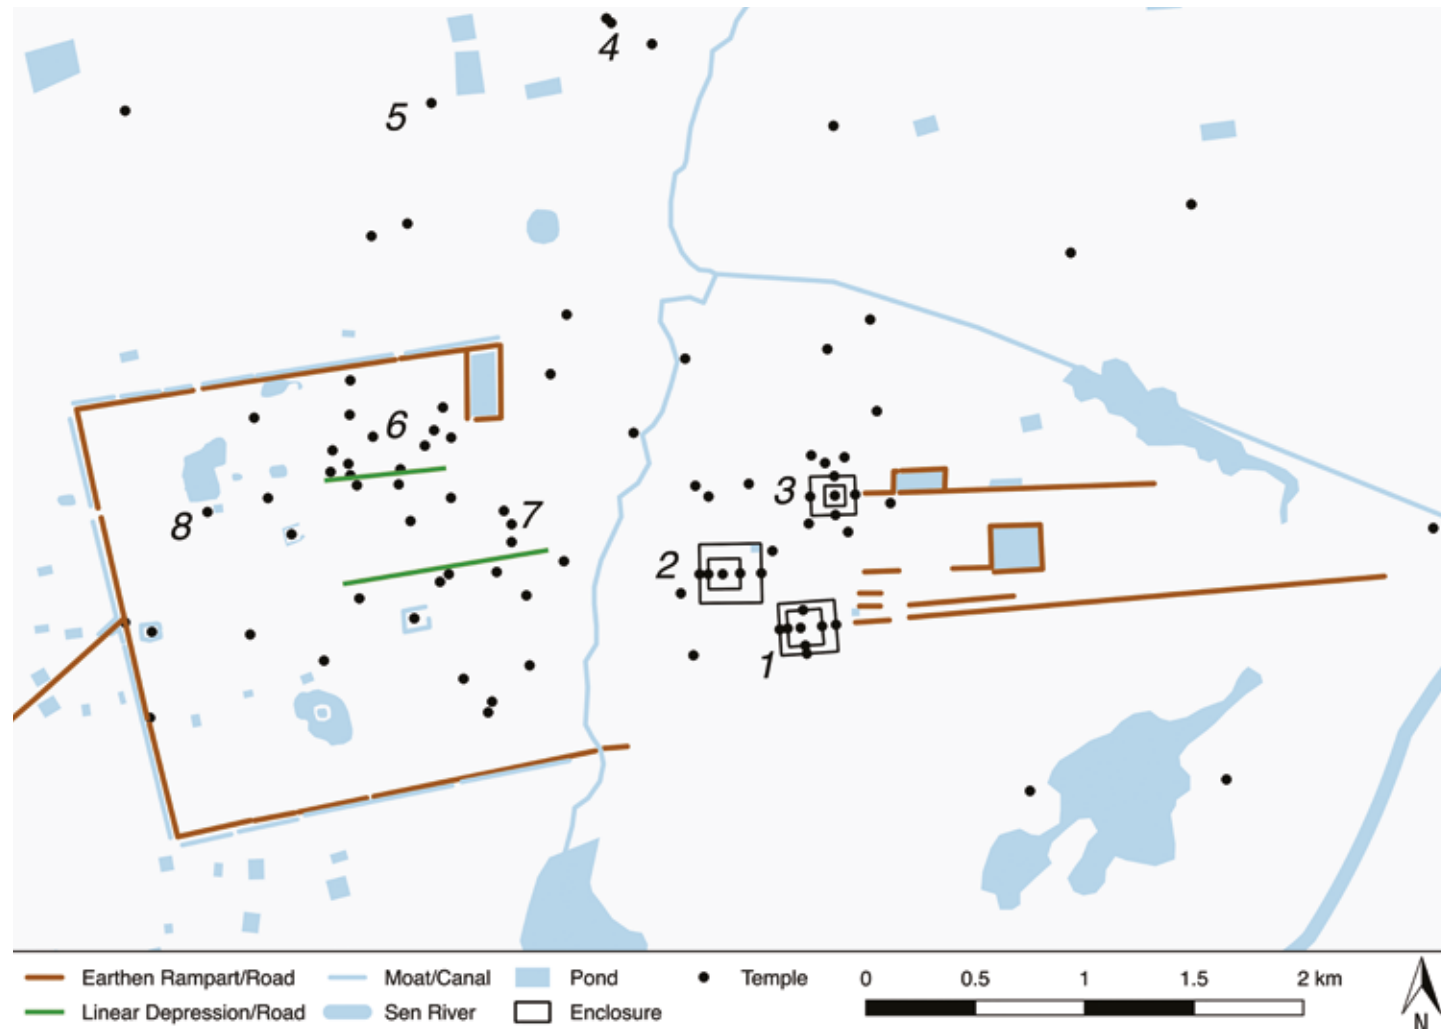 4
5
6
3
7
8
2
1
Earthen Rampart/Road
Moat/Canal
Pond
Temple
0 0.5 1 1.5 2 km
Linear Depression/Road
Sen River
Enclosure
N